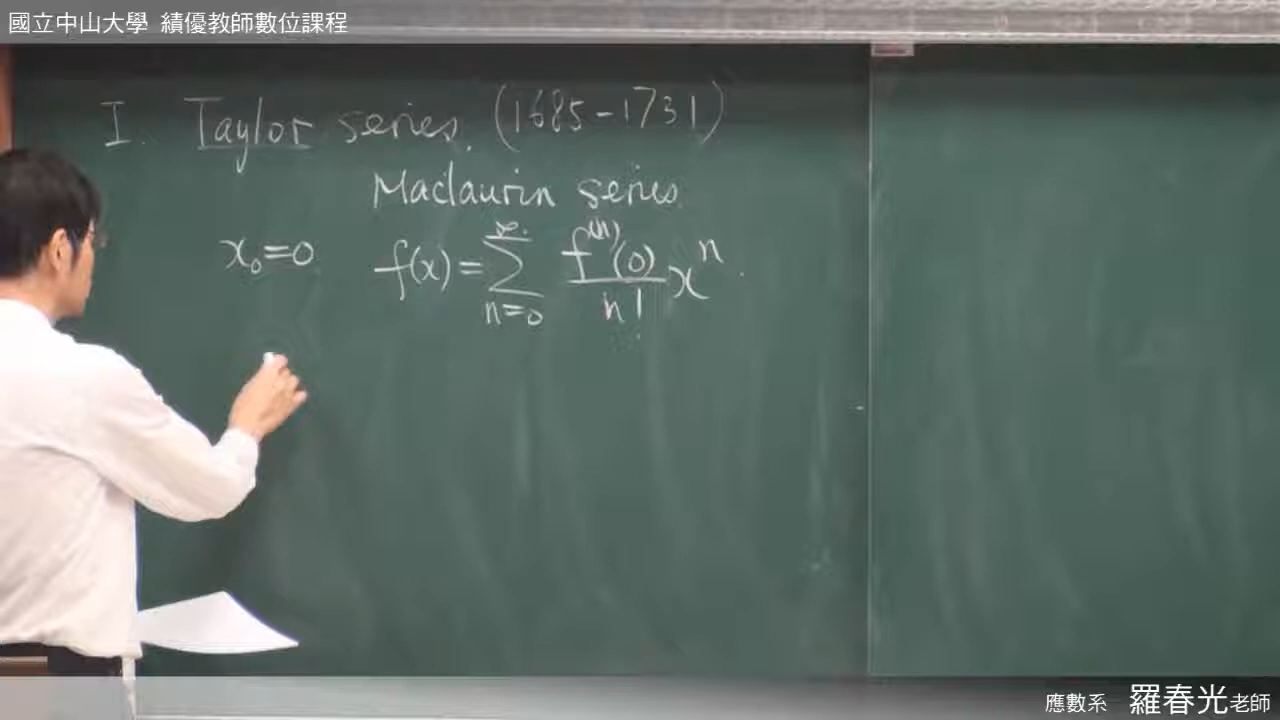 國立中山大學 績優教師數位課程
I. Taylor series. (1685-1731)
Maclaurin series.
x₀=0 f(x)=∑_{n=0}^{∞} f⁽ⁿ⁾(0)/n! xⁿ.
應數系 羅春光老師